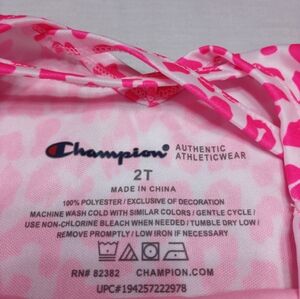 Champion AUTHENTIC
ATHLETICWEAR
2T
MADE IN CHINA
100% POLYESTER / EXCLUSIVE OF DECORATION
MACHINE WASH COLD WITH SIMILAR COLORS / GENTLE CYCLE /
USE NON-CHLORINE BLEACH WHEN NEEDED / TUMBLE DRY LOW /
REMOVE PROMPTLY / LOW IRON IF NECESSARY
RN# 82382 CHAMPION.COM
UPC#194257222978